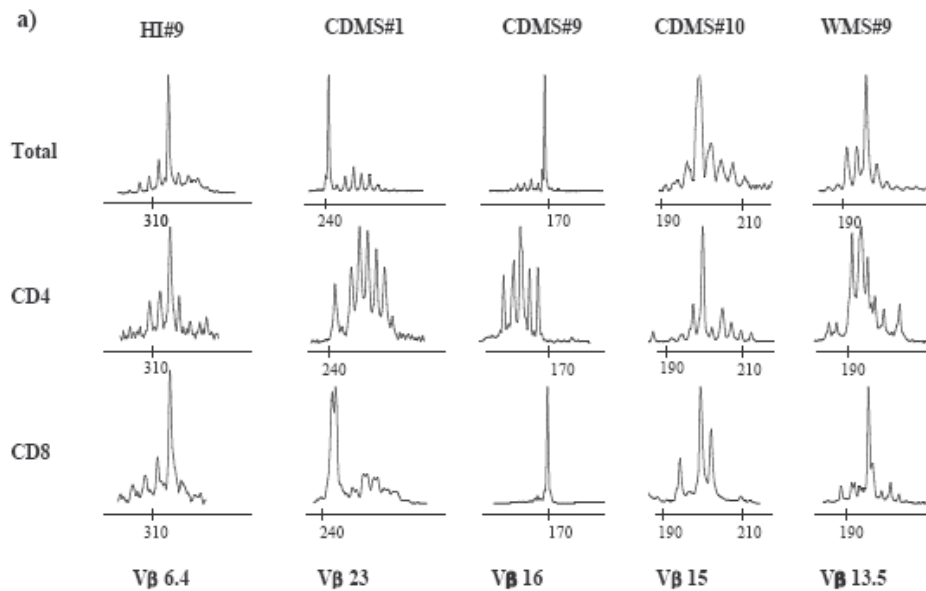 a)
HI#9 CDMS#1 CDMS#9 CDMS#10 WMS#9
Total
310 240 170 190 210 190
CD4
310 240 170 190 210 190
CD8
310 240 170 190 210 190
Vβ 6.4 Vβ 23 Vβ 16 Vβ 15 Vβ 13.5